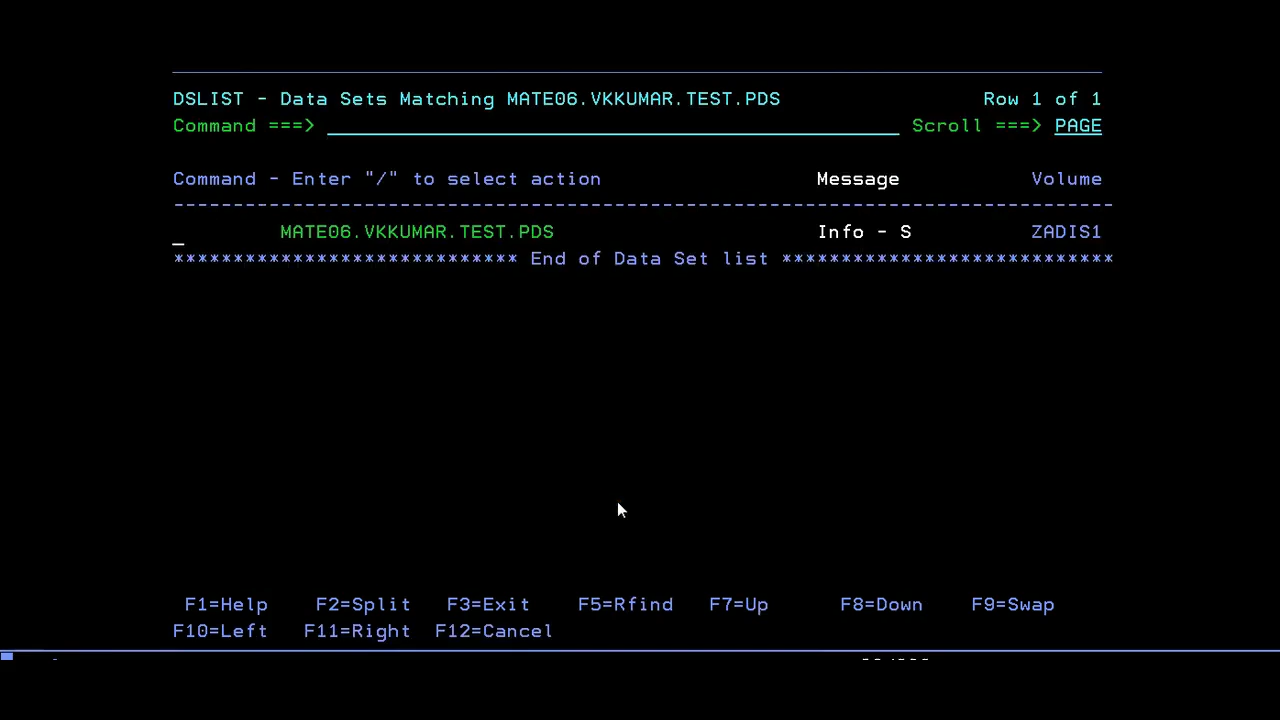 DSLIST - Data Sets Matching MATE06.VKKUMAR.TEST.PDS Row 1 of 1
Command ===> Scroll ===> PAGE
Command - Enter "/" to select action Message Volume
-------------------------------------------------------------------------------
MATE06.VKKUMAR.TEST.PDS Info - S ZADIS1
***************************** End of Data Set list ****************************
F1=Help F2=Split F3=Exit F5=Rfind F7=Up F8=Down F9=Swap
F10=Left F11=Right F12=Cancel